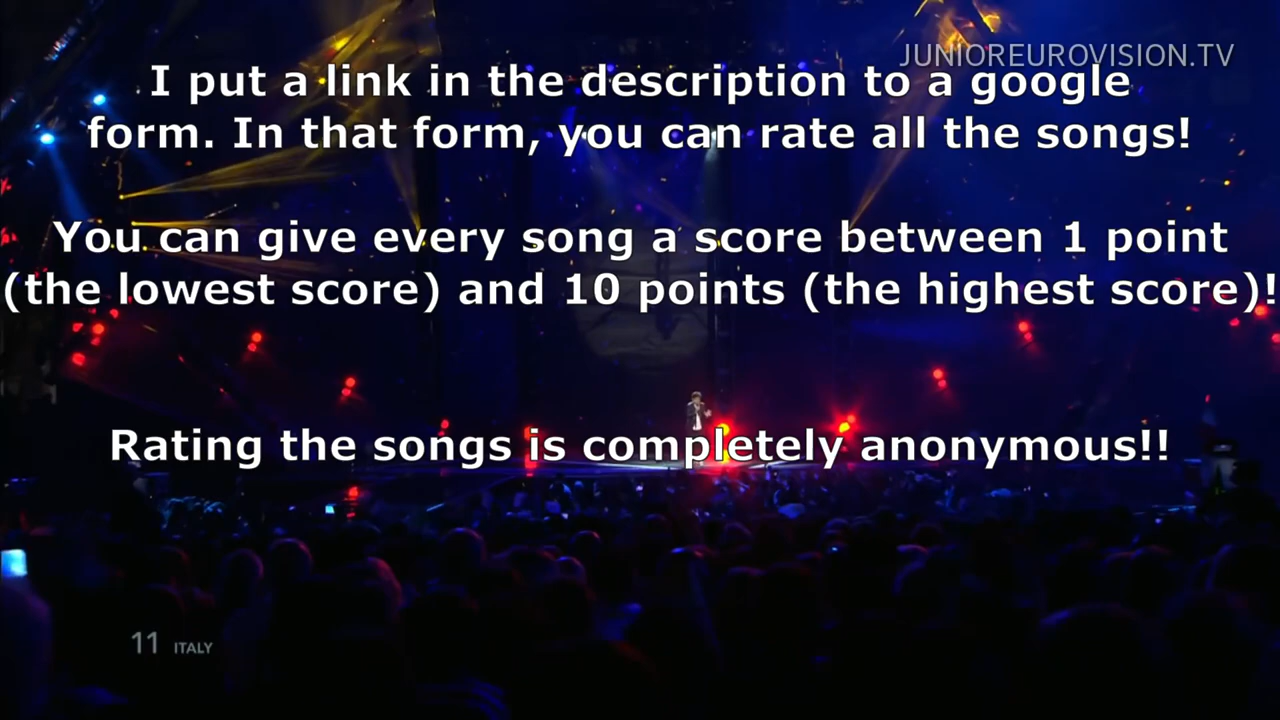 JUNIOREUROVISION.TV
I put a link in the description to a google
form. In that form, you can rate all the songs!
You can give every song a score between 1 point
(the lowest score) and 10 points (the highest score)!
Rating the songs is completely anonymous!!
11 ITALY